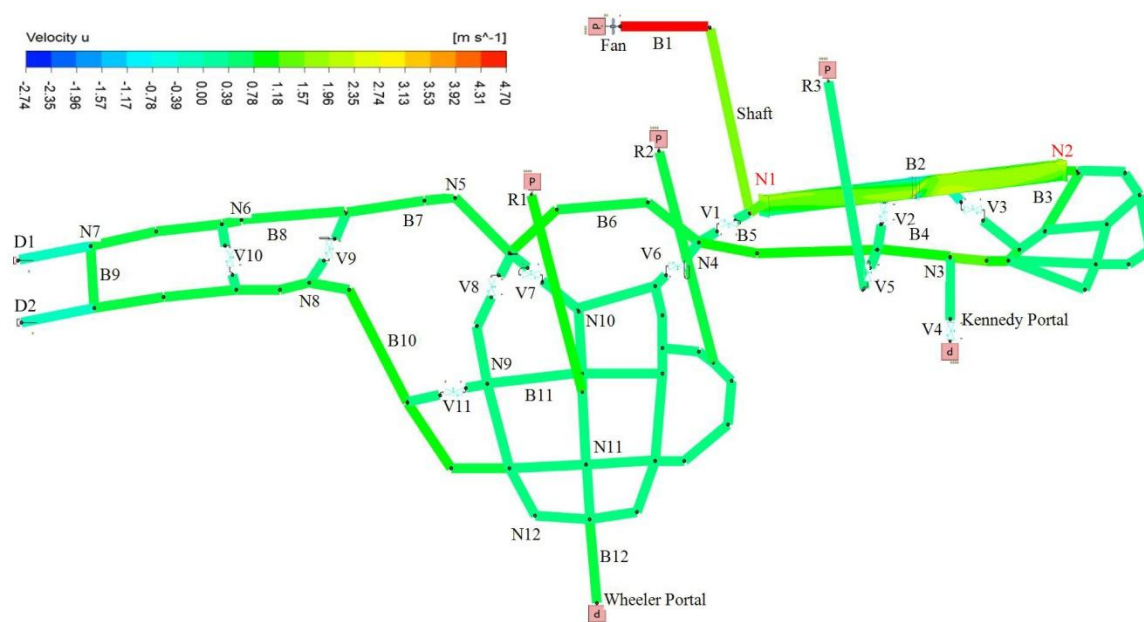 Velocity u [m s^-1]
-2.74 -2.35 -1.96 -1.57 -1.17 -0.78 -0.39 0.00 0.39 0.78 1.18 1.57 1.96 2.35 2.74 3.13 3.53 3.92 4.31 4.70
P
Fan
B1
P
R3
Shaft
P
R2
N1
B2
N2
P
R1
V1
B5
V2
B4
V3
B3
N5
B7
B6
N6
B8
D1
N7
V10
V9
V6
N4
N3
B9
V8
V7
V5
D2
N8
N10
V4
Kennedy Portal
P
B10
N9
B11
V11
N11
N12
B12
Wheeler Portal
P